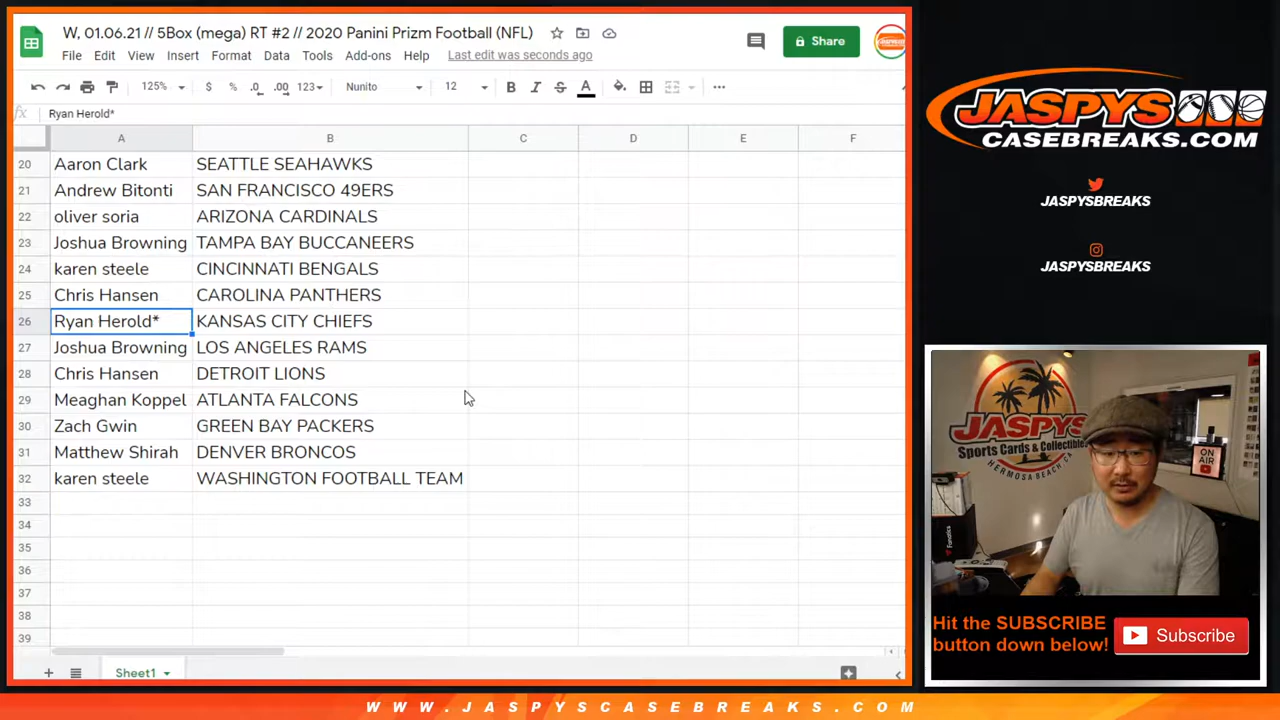 W, 01.06.21 // 5Box (mega) RT #2 // 2020 Panini Prizm Football (NFL)
File Edit View Insert Format Data Tools Add-ons Help Last edit was seconds ago
Share
125% $ % .0 .00 123 Nunito 12 B I S A
fx Ryan Herold*
A B C D E F
20 Aaron Clark SEATTLE SEAHAWKS
21 Andrew Bitonti SAN FRANCISCO 49ERS
22 oliver soria ARIZONA CARDINALS
23 Joshua Browning TAMPA BAY BUCCANEERS
24 karen steele CINCINNATI BENGALS
25 Chris Hansen CAROLINA PANTHERS
26 Ryan Herold* KANSAS CITY CHIEFS
27 Joshua Browning LOS ANGELES RAMS
28 Chris Hansen DETROIT LIONS
29 Meaghan Koppel ATLANTA FALCONS
30 Zach Gwin GREEN BAY PACKERS
31 Matthew Shirah DENVER BRONCOS
32 karen steele WASHINGTON FOOTBALL TEAM
33
34
35
36
37
38
39
Sheet1
JASPYS
CASEBREAKS.COM
JASPYSBREAKS
JASPYSBREAKS
JASPYS
Sports Cards & Collectibles
HERMOSA BEACH CA
ON AIR
Fanatics
Hit the SUBSCRIBE
button down below!
Subscribe
WWW.JASPYSCASEBREAKS.COM